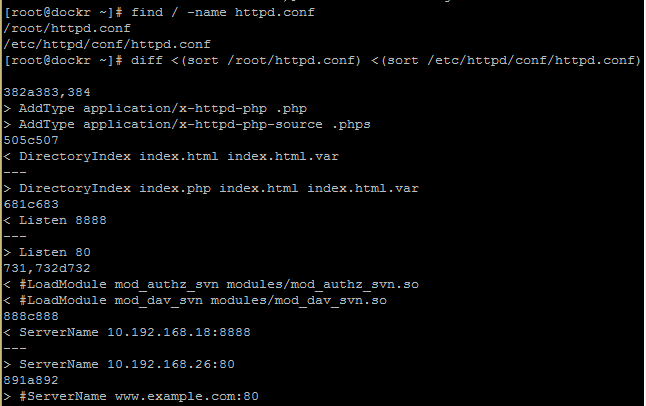 [root@dockr ~]# find / -name httpd.conf
/root/httpd.conf
/etc/httpd/conf/httpd.conf
[root@dockr ~]# diff <(sort /root/httpd.conf) <(sort /etc/httpd/conf/httpd.conf)
382a383,384
> AddType application/x-httpd-php .php
> AddType application/x-httpd-php-source .phps
505c507
< DirectoryIndex index.html index.html.var
---
> DirectoryIndex index.php index.html index.html.var
681c683
< Listen 8888
---
> Listen 80
731,732d732
< #LoadModule mod_authz_svn modules/mod_authz_svn.so
< #LoadModule mod_dav_svn modules/mod_dav_svn.so
888c888
< ServerName 10.192.168.18:8888
---
> ServerName 10.192.168.26:80
891a892
> #ServerName www.example.com:80